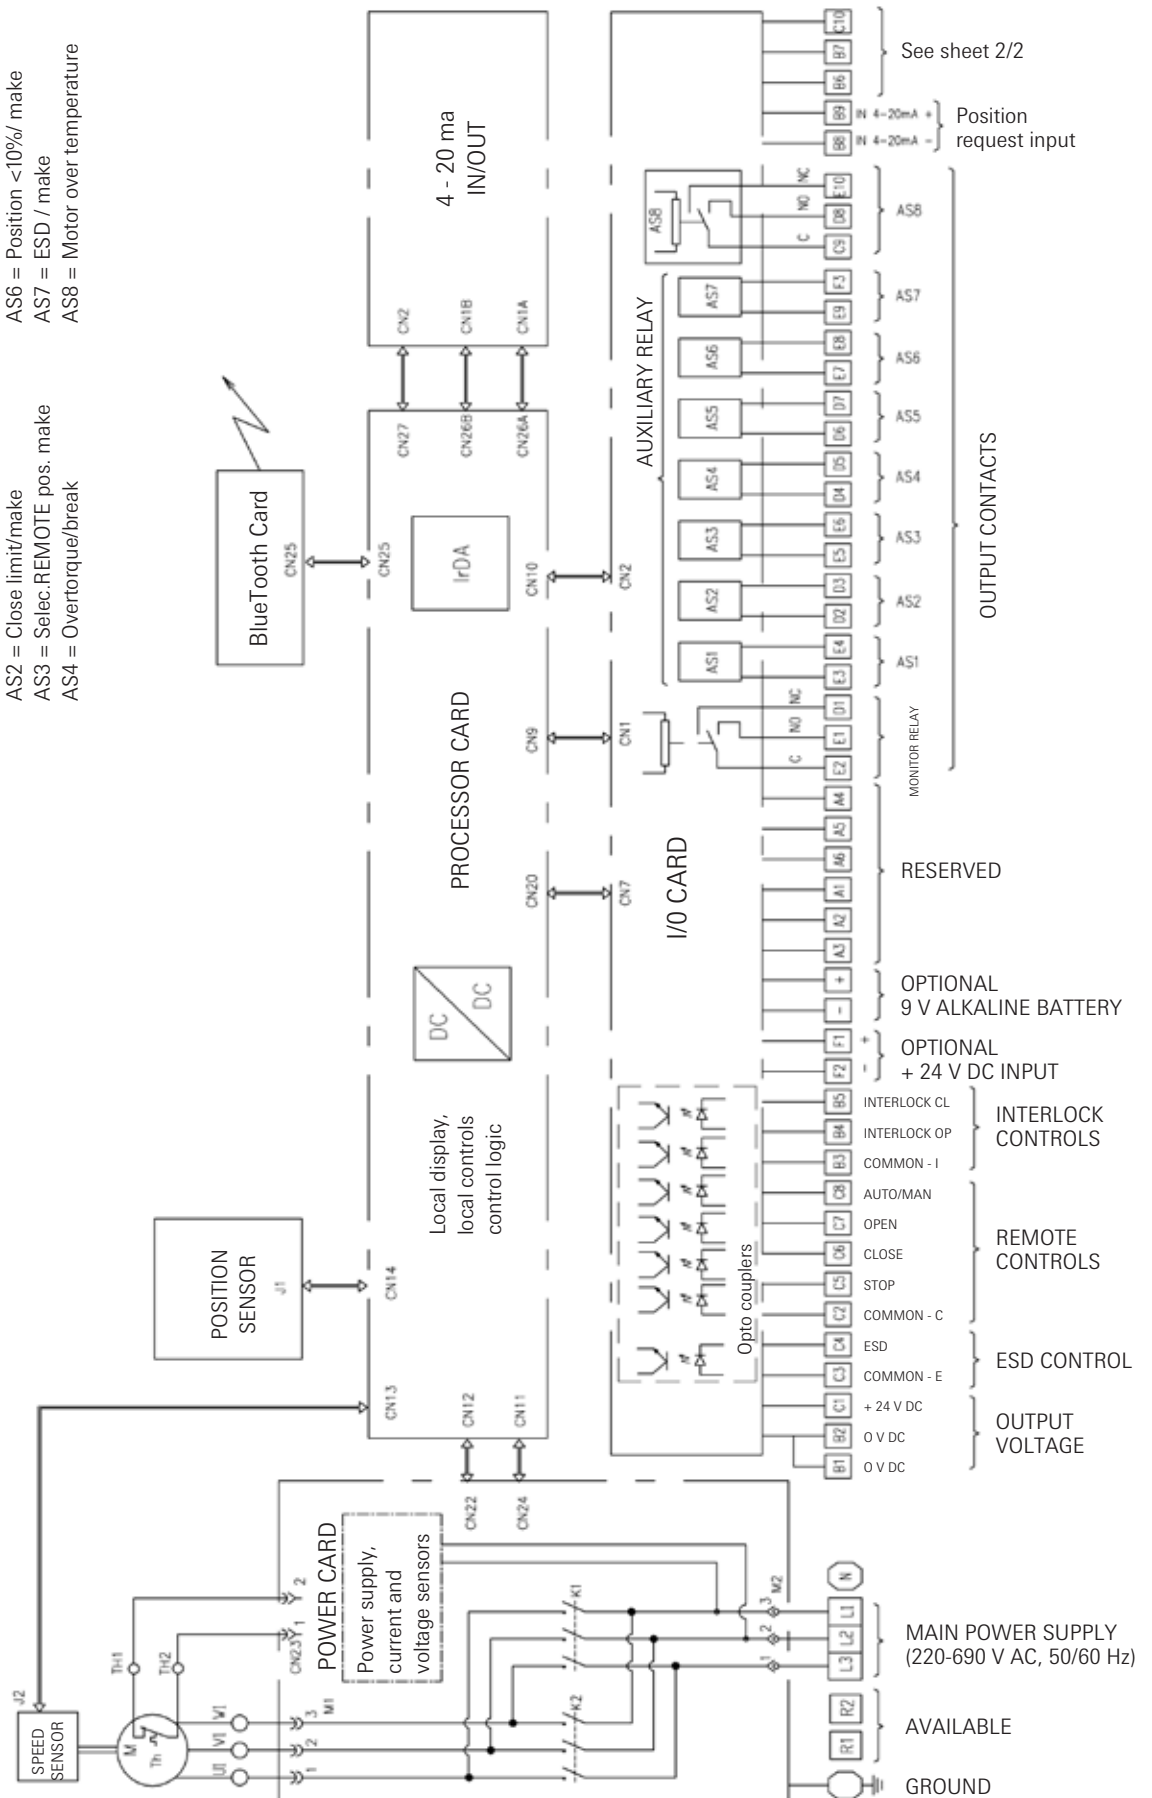 AS6 = Position <10%/ make
AS7 = ESD / make
AS8 = Motor over temperature
AS2 = Close limit/make
AS3 = Selec.REMOTE pos. make
AS4 = Overtorque/break
BlueTooth Card
CN25
CN25
4 - 20 ma
IN/OUT
CN2
CN1B
CN1A
CN27
CN26B
CN26A
IrDA
CN10
CN2
PROCESSOR CARD
CN9
CN1
CN20
CN7
DC
DC
Local display,
local controls
control logic
POSITION
SENSOR
J1
CN14
CN13
CN12
CN11
CN22
CN24
I/O CARD
AUXILIARY RELAY
AS8
AS7
AS6
AS5
AS4
AS3
AS2
AS1
Opto couplers
C10
B7
B6
See sheet 2/2
B9 IN 4-20mA +
B8 IN 4-20mA -
Position
request input
NC
NO
C
E10
D8
C9
AS8
F3
E9
AS7
E8
E7
AS6
D7
D6
AS5
D5
D4
AS4
E6
E5
AS3
D3
D2
AS2
E4
E3
AS1
OUTPUT CONTACTS
NC
NO
C
D1
E1
E2
MONITOR RELAY
A4
A5
A6
A1
A2
A3
RESERVED
+
-
OPTIONAL
9 V ALKALINE BATTERY
F1 +
F2 -
OPTIONAL
+ 24 V DC INPUT
B5 INTERLOCK CL
B4 INTERLOCK OP
B3 COMMON - I
INTERLOCK
CONTROLS
C8 AUTO/MAN
C7 OPEN
C6 CLOSE
C5 STOP
C2 COMMON - C
REMOTE
CONTROLS
C4 ESD
C3 COMMON - E
ESD CONTROL
C1 + 24 V DC
B2 0 V DC
B1 0 V DC
OUTPUT
VOLTAGE
POWER CARD
Power supply,
current and
voltage sensors
2
1
CN23
TH1
TH2
J2
SPEED
SENSOR
M
Th
W1
V1
U1
3
2
1
M1
K1
K2
3
2
1
M2
N
L1
L2
L3
MAIN POWER SUPPLY
(220-690 V AC, 50/60 Hz)
R2
R1
AVAILABLE
GROUND